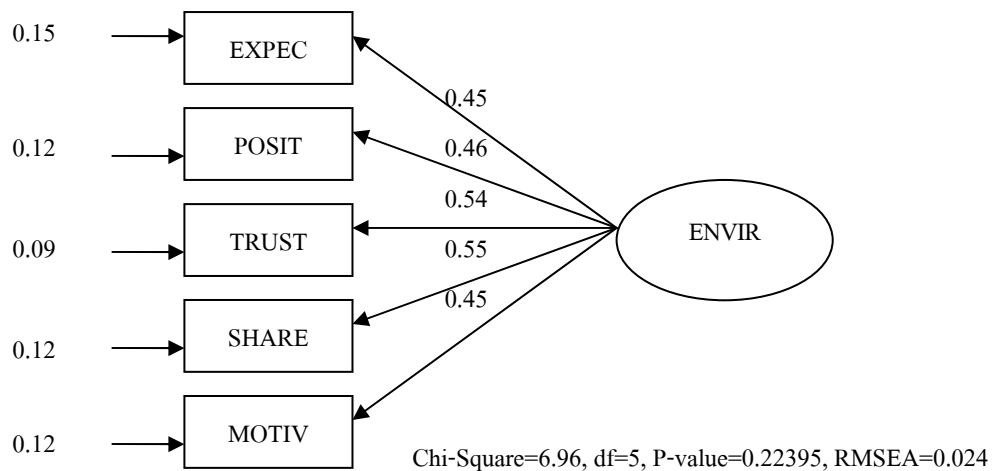 0.15
EXPEC
0.45
0.12
POSIT
0.46
0.54
0.09
TRUST
ENVIR
0.55
0.45
0.12
SHARE
0.12
MOTIV
Chi-Square=6.96, df=5, P-value=0.22395, RMSEA=0.024